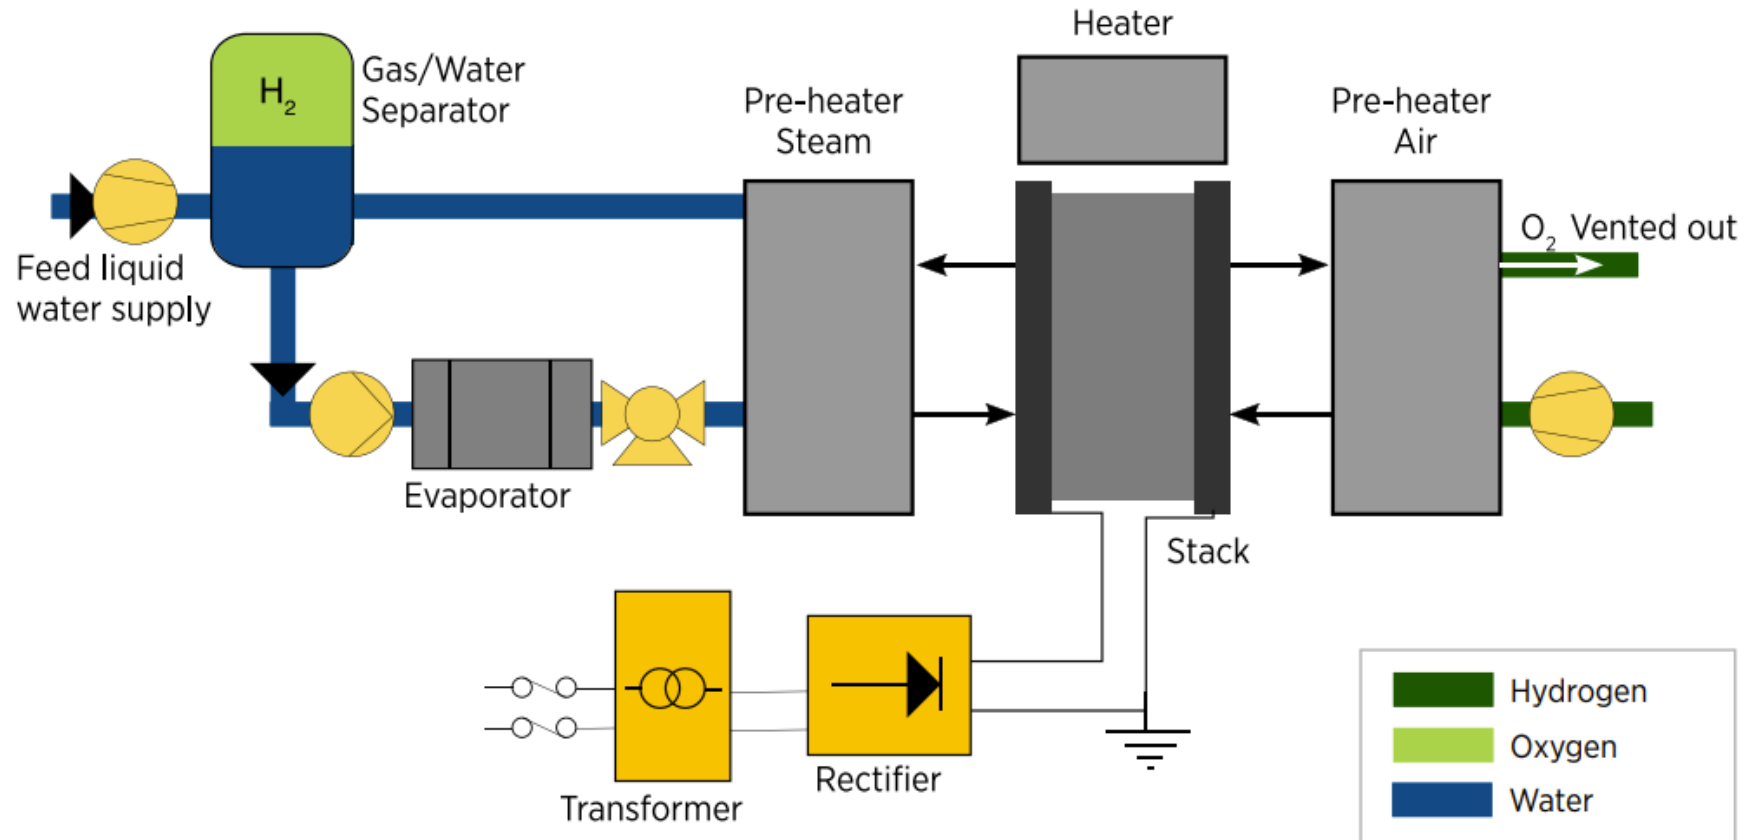 Heater
H₂
Gas/Water
Separator
Pre-heater
Steam
Pre-heater
Air
O₂ Vented out
Feed liquid
water supply
Evaporator
Stack
Transformer
Rectifier
Hydrogen
Oxygen
Water